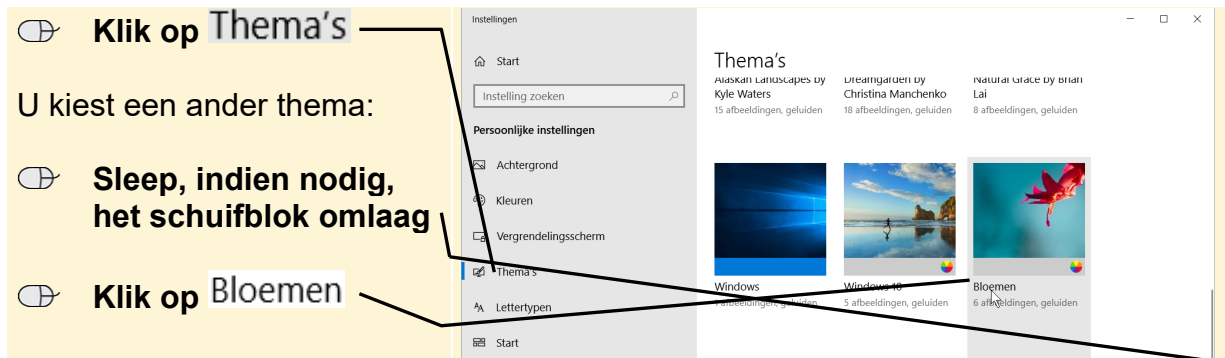 Klik op Thema's
U kiest een ander thema:
Sleep, indien nodig,
het schuifblok omlaag
Klik op Bloemen
Instellingen
Start
Instelling zoeken
Persoonlijke instellingen
Achtergrond
Kleuren
Vergrendelingsscherm
Thema's
Lettertypen
Start
Thema's
Alaskan Landscapes by
Kyle Waters
15 afbeeldingen, geluiden
Dreamgarden by
Christina Manchenko
18 afbeeldingen, geluiden
Natural Grace by Brian
Lai
8 afbeeldingen, geluiden
Windows
1 afbeeldingen, geluiden
Windows 10
5 afbeeldingen, geluiden
Bloemen
6 afbeeldingen, geluiden